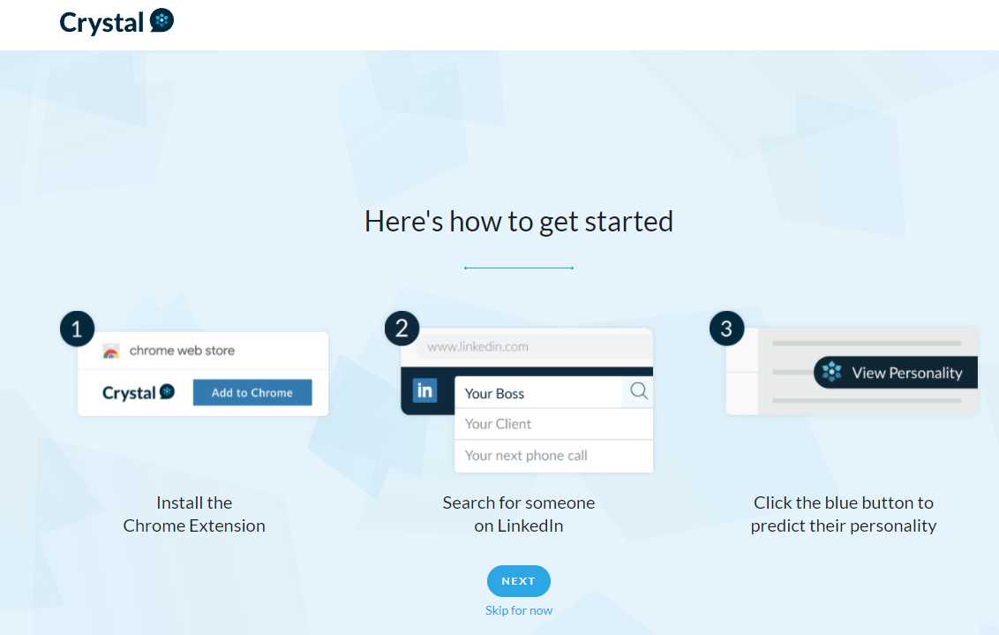 Crystal
Here's how to get started
1
chrome web store
Crystal
Add to Chrome
Install the
Chrome Extension
2
www.linkedin.com
in
Your Boss
Your Client
Your next phone call
Search for someone
on LinkedIn
3
View Personality
Click the blue button to
predict their personality
NEXT
Skip for now